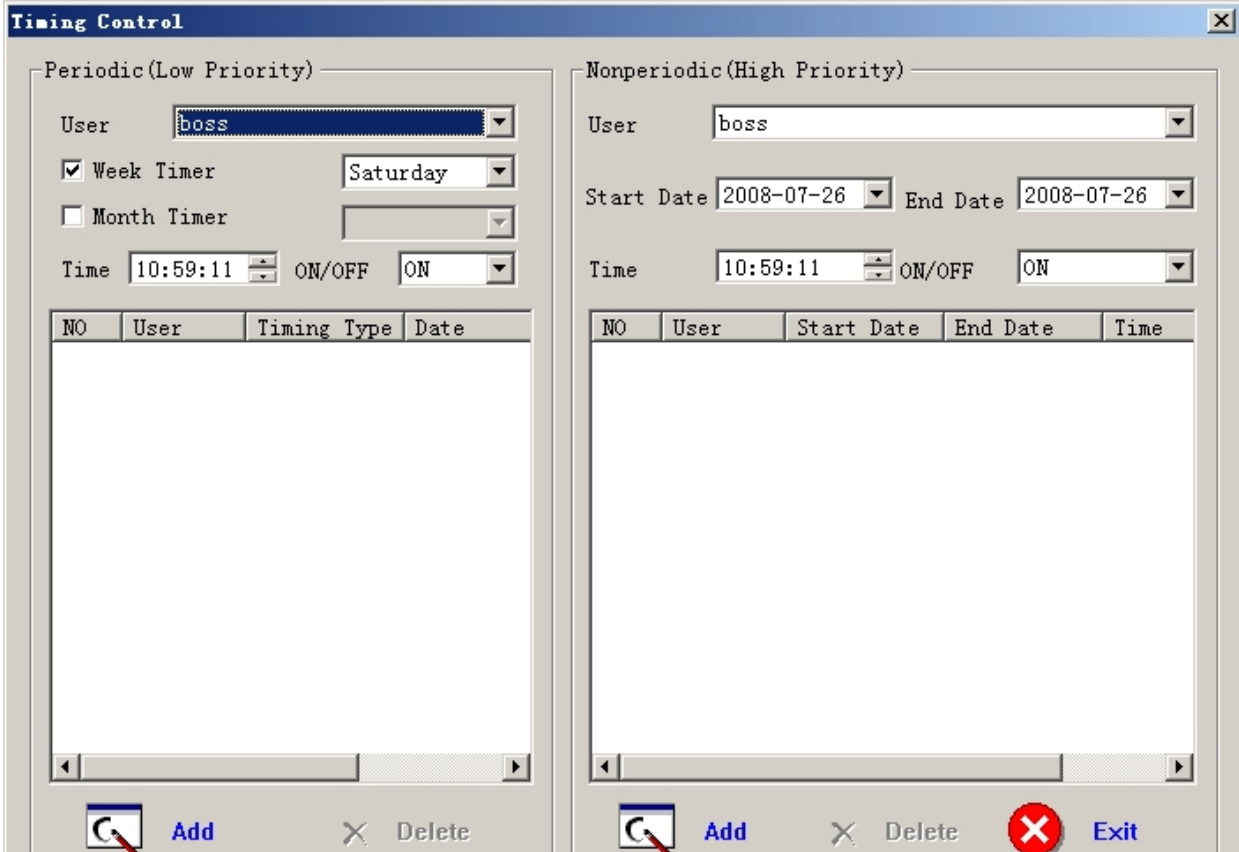 Timing Control
Periodic(Low Priority)
User boss
Week Timer Saturday
Month Timer
Time 10:59:11 ON/OFF ON
NO User Timing Type Date
Add Delete
Nonperiodic(High Priority)
User boss
Start Date 2008-07-26 End Date 2008-07-26
Time 10:59:11 ON/OFF ON
NO User Start Date End Date Time
Add Delete Exit